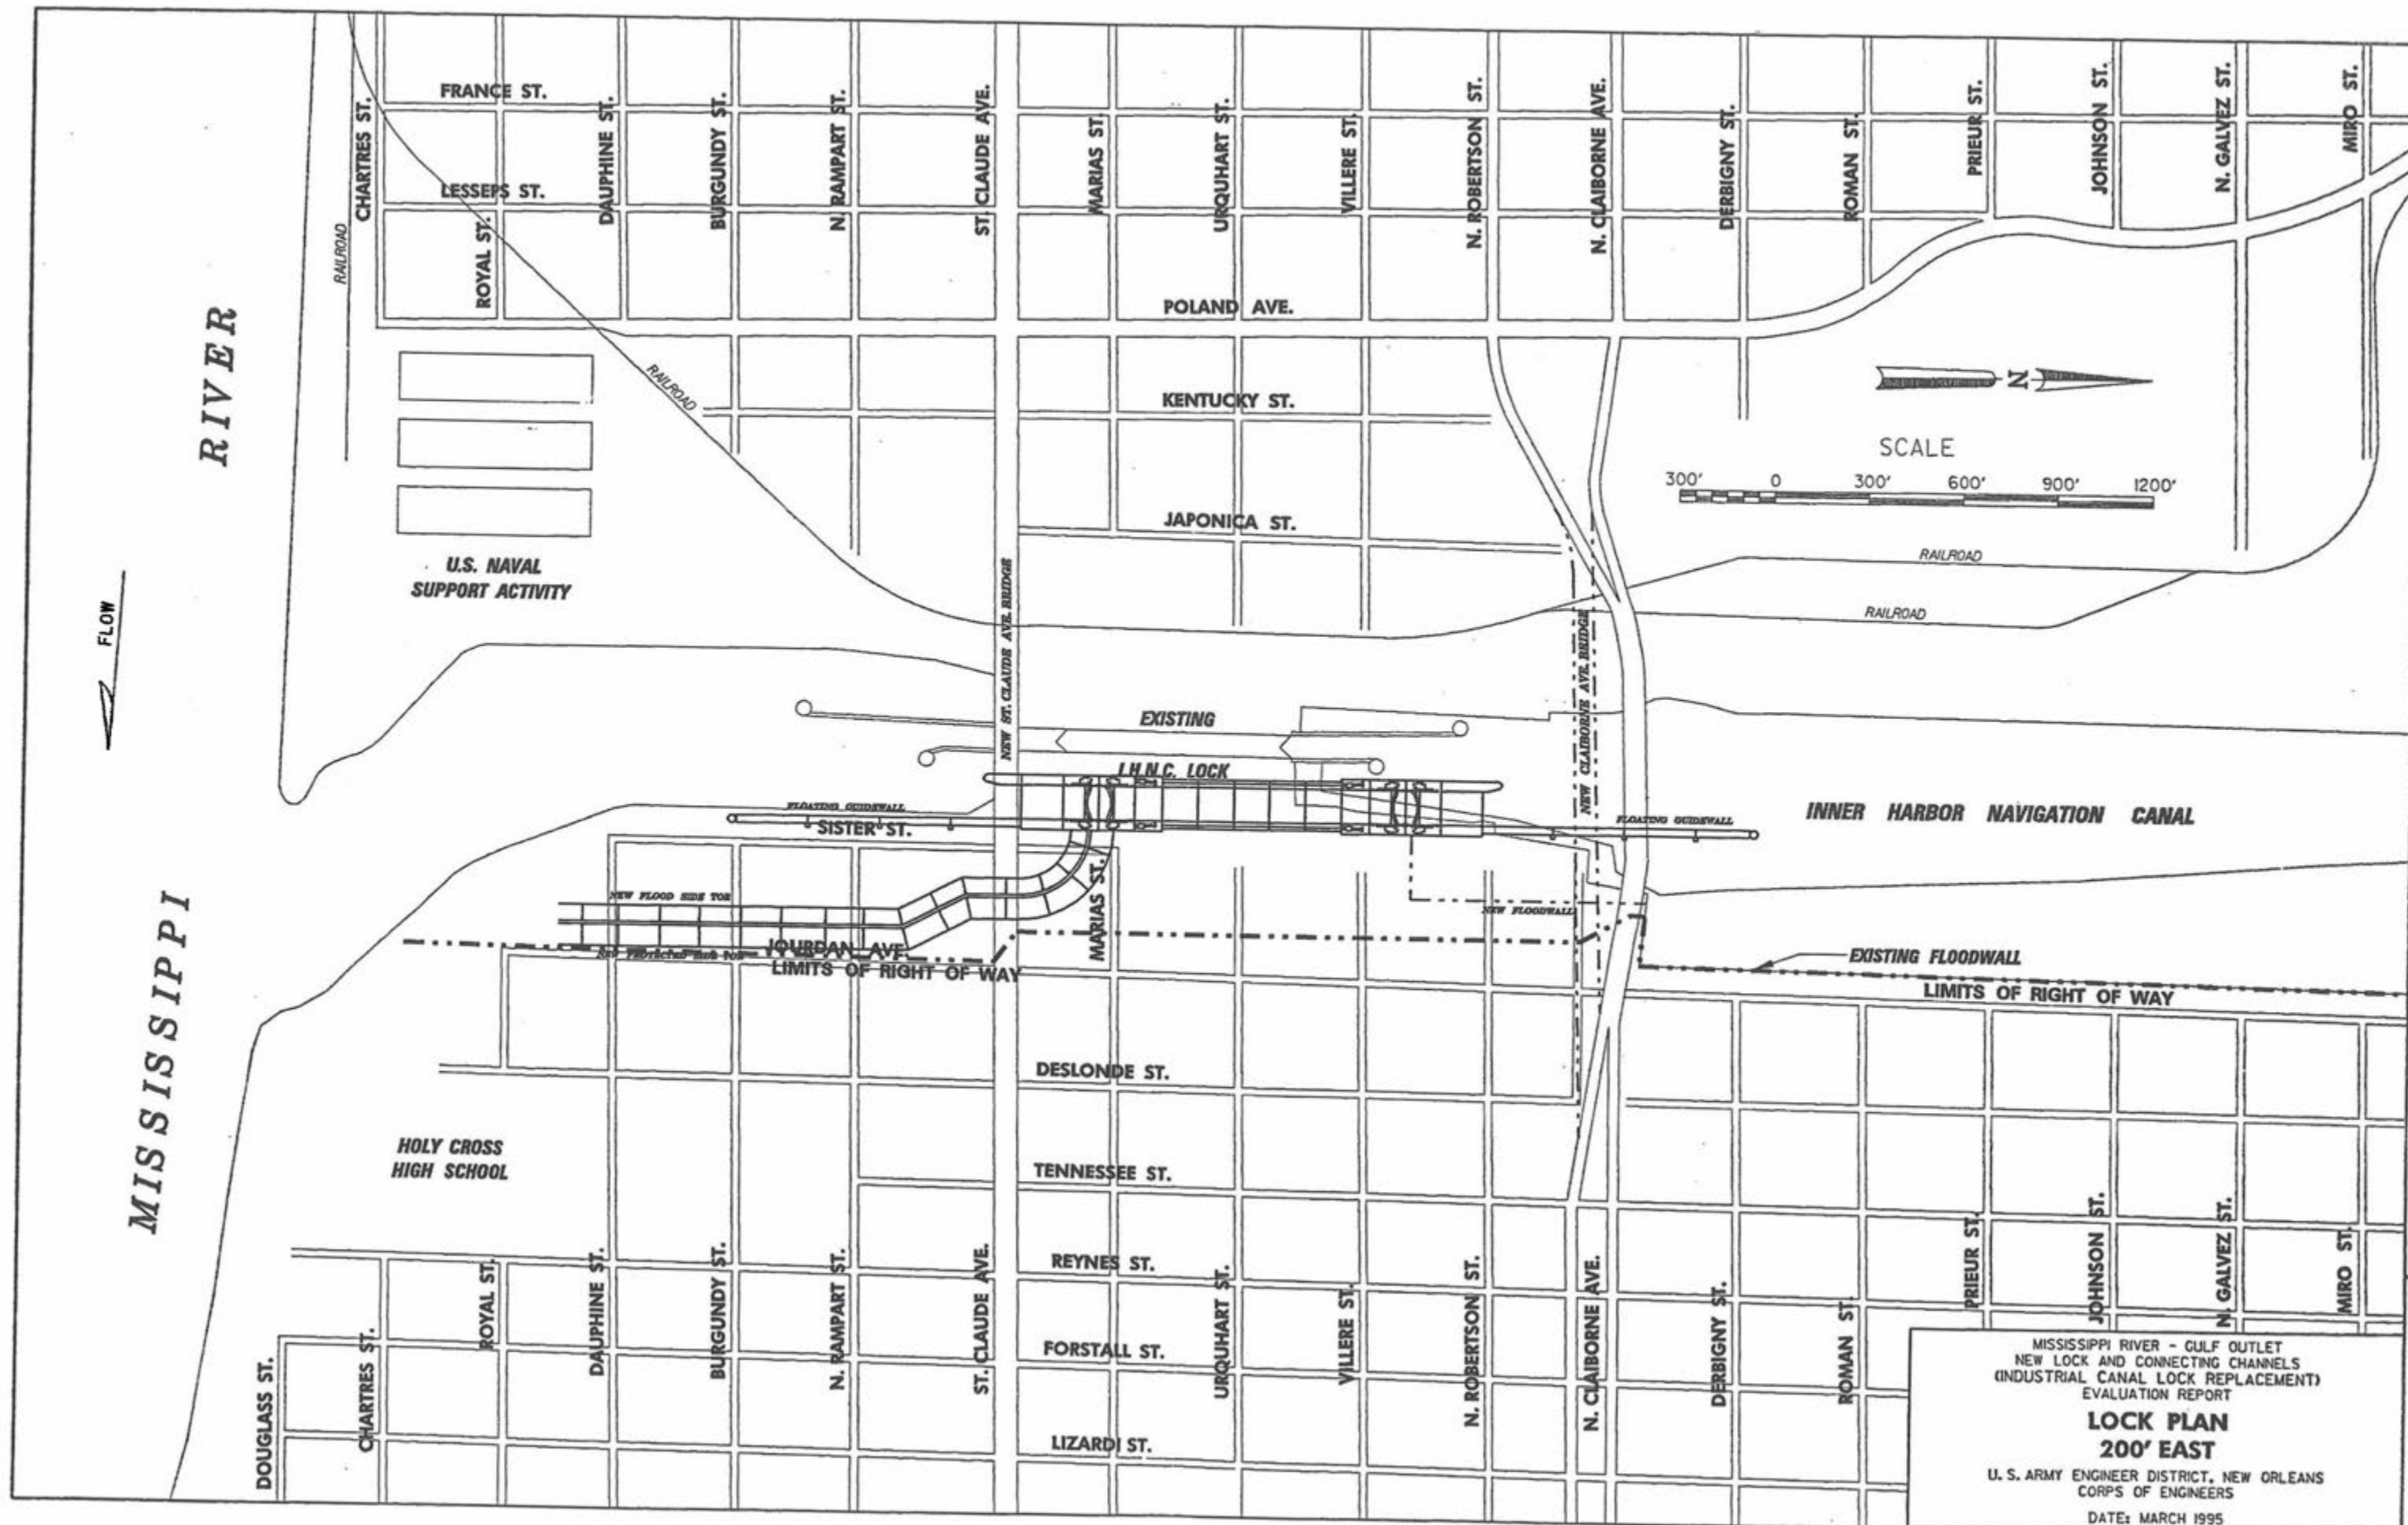 FRANCE ST.
LESSEPS ST.
CHARTRES ST.
ROYAL ST.
DAUPHINE ST.
BURGUNDY ST.
N. RAMPART ST.
ST. CLAUDE AVE.
MARIAS ST.
URQUHART ST.
VILLERE ST.
N. ROBERTSON ST.
N. CLAIBORNE AVE.
DERBIGNY ST.
ROMAN ST.
PRIEUR ST.
JOHNSON ST.
N. GALVEZ ST.
MIRO ST.
RAILROAD
POLAND AVE.
RAILROAD
KENTUCKY ST.
JAPONICA ST.
N
SCALE
300' 0 300' 600' 900' 1200'
RAILROAD
RAILROAD
U.S. NAVAL
SUPPORT ACTIVITY
FLOW
MISSISSIPPI RIVER
NEW ST. CLAUDE AVE. BRIDGE
NEW CLAIBORNE AVE. BRIDGE
EXISTING
I.H.N.C. LOCK
FLOATING GUIDEWALL
SISTER ST.
FLOATING GUIDEWALL
INNER HARBOR NAVIGATION CANAL
NEW FLOOD SIDE TOE
MARIAS ST.
NEW FLOODWALL
JOURDAN AVE.
NEW PROTECTED SIDE TOE
LIMITS OF RIGHT OF WAY
EXISTING FLOODWALL
LIMITS OF RIGHT OF WAY
DESLONDE ST.
HOLY CROSS
HIGH SCHOOL
TENNESSEE ST.
REYNES ST.
FORSTALL ST.
LIZARDI ST.
DOUGLASS ST.
CHARTRES ST.
ROYAL ST.
DAUPHINE ST.
BURGUNDY ST.
N. RAMPART ST.
ST. CLAUDE AVE.
URQUHART ST.
VILLERE ST.
N. ROBERTSON ST.
N. CLAIBORNE AVE.
DERBIGNY ST.
ROMAN ST.
PRIEUR ST.
JOHNSON ST.
N. GALVEZ ST.
MIRO ST.
MISSISSIPPI RIVER - GULF OUTLET
NEW LOCK AND CONNECTING CHANNELS
(INDUSTRIAL CANAL LOCK REPLACEMENT)
EVALUATION REPORT
LOCK PLAN
200' EAST
U. S. ARMY ENGINEER DISTRICT, NEW ORLEANS
CORPS OF ENGINEERS
DATE: MARCH 1995